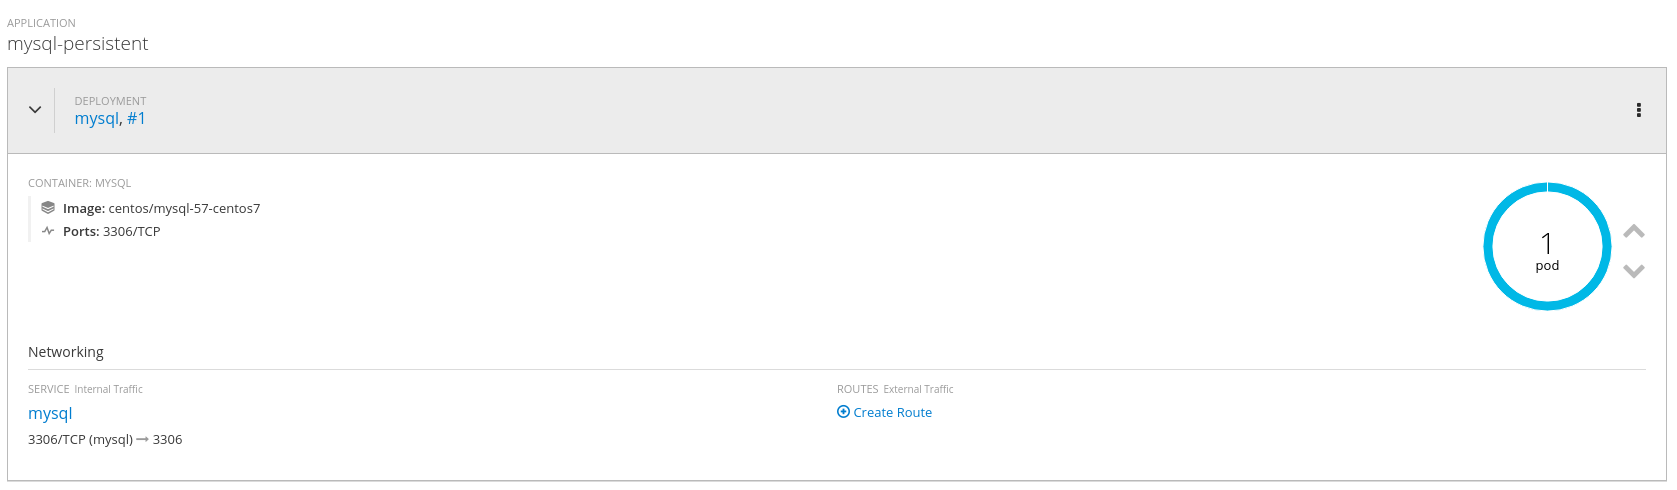 APPLICATION
mysql-persistent
DEPLOYMENT
mysql, #1
CONTAINER: MYSQL
Image: centos/mysql-57-centos7
Ports: 3306/TCP
1
pod
Networking
SERVICE Internal Traffic
mysql
3306/TCP (mysql) → 3306
ROUTES External Traffic
Create Route